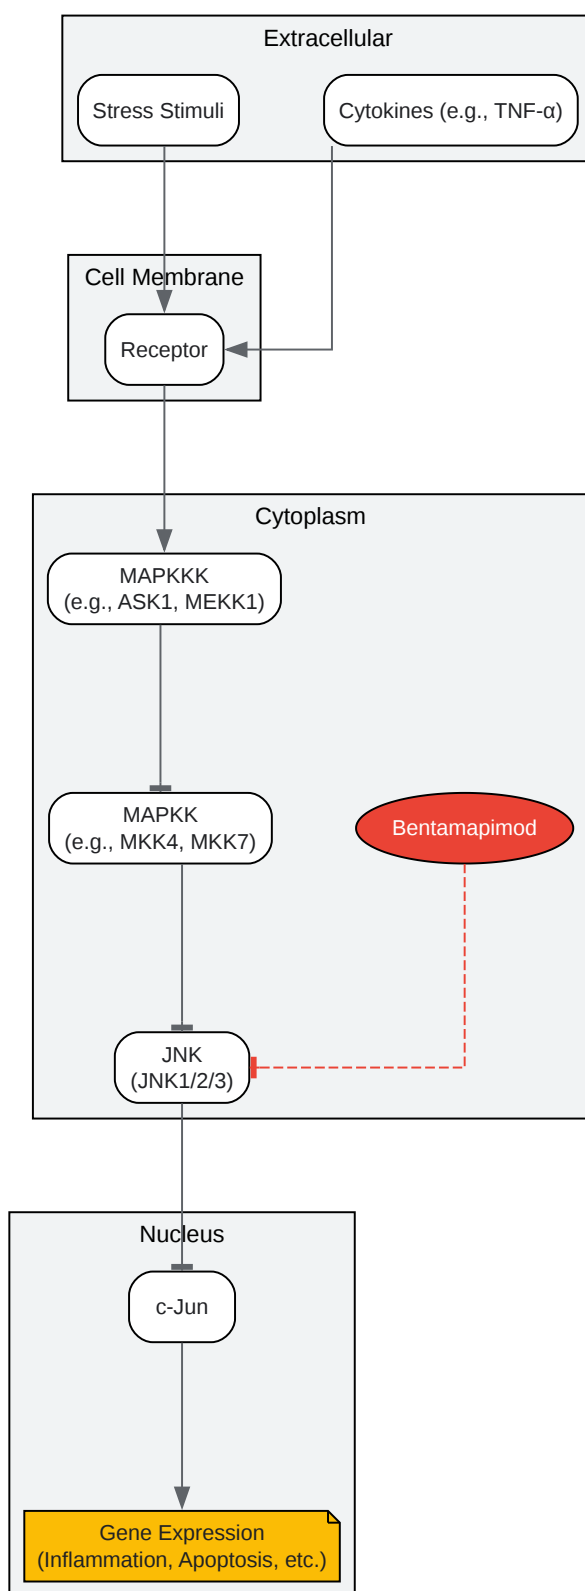 Extracellular
Stress Stimuli
Cytokines (e.g., TNF-α)
Cell Membrane
Receptor
Cytoplasm
MAPKKK
(e.g., ASK1, MEKK1)
MAPKK
(e.g., MKK4, MKK7)
Bentamapimod
JNK
(JNK1/2/3)
Nucleus
c-Jun
Gene Expression
(Inflammation, Apoptosis, etc.)